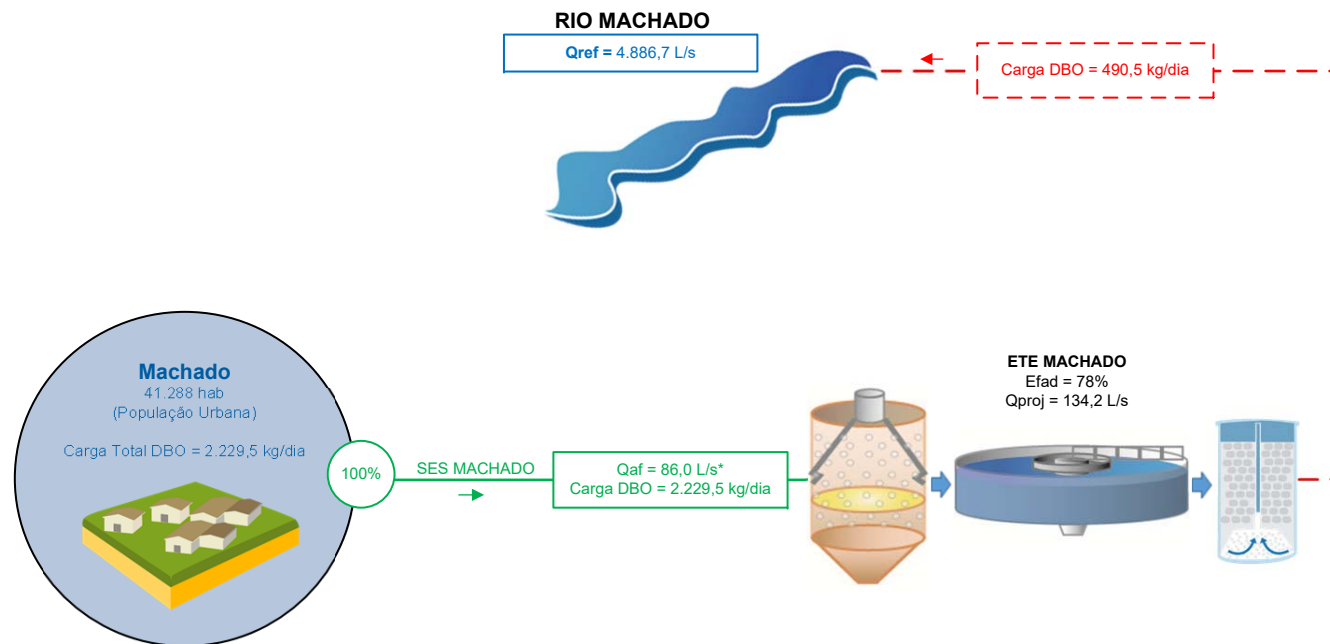 RIO MACHADO
Qref = 4.886,7 L/s
Carga DBO = 490,5 kg/dia
Machado
41.288 hab
(População Urbana)
Carga Total DBO = 2.229,5 kg/dia
100%
SES MACHADO
Qaf = 86,0 L/s*
Carga DBO = 2.229,5 kg/dia
ETE MACHADO
Efad = 78%
Qproj = 134,2 L/s